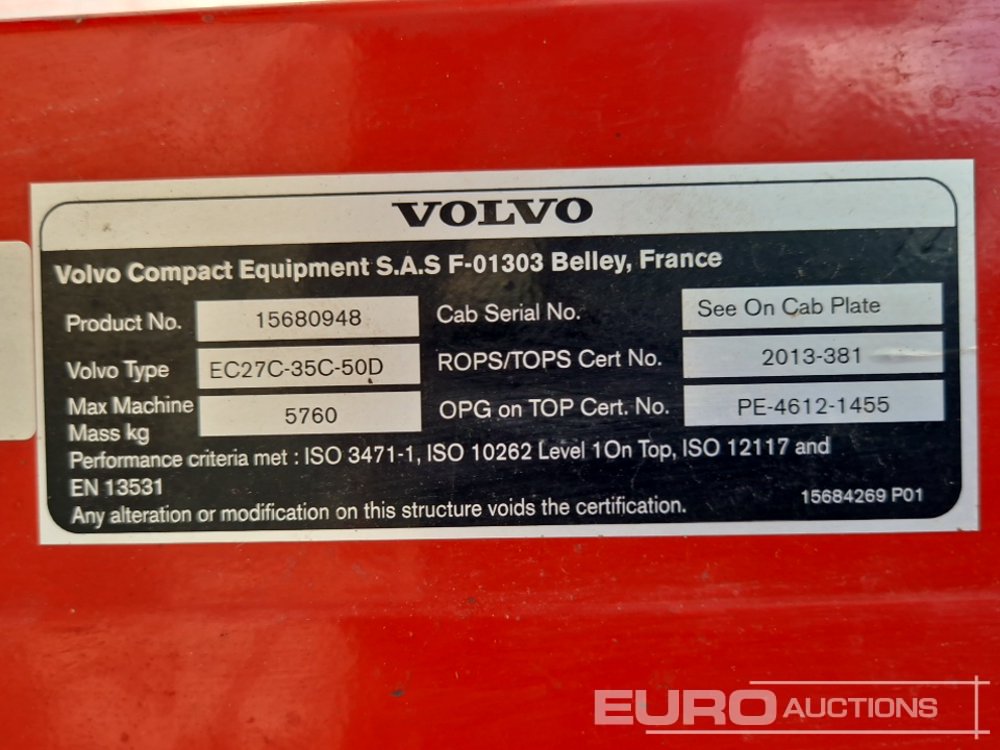 VOLVO
Volvo Compact Equipment S.A.S F-01303 Belley, France
Product No. 15680948 Cab Serial No. See On Cab Plate
Volvo Type EC27C-35C-50D ROPS/TOPS Cert No. 2013-381
Max Machine Mass kg 5760 OPG on TOP Cert. No. PE-4612-1455
Performance criteria met : ISO 3471-1, ISO 10262 Level 1On Top, ISO 12117 and
EN 13531
15684269 P01
Any alteration or modification on this structure voids the certification.
EURO AUCTIONS